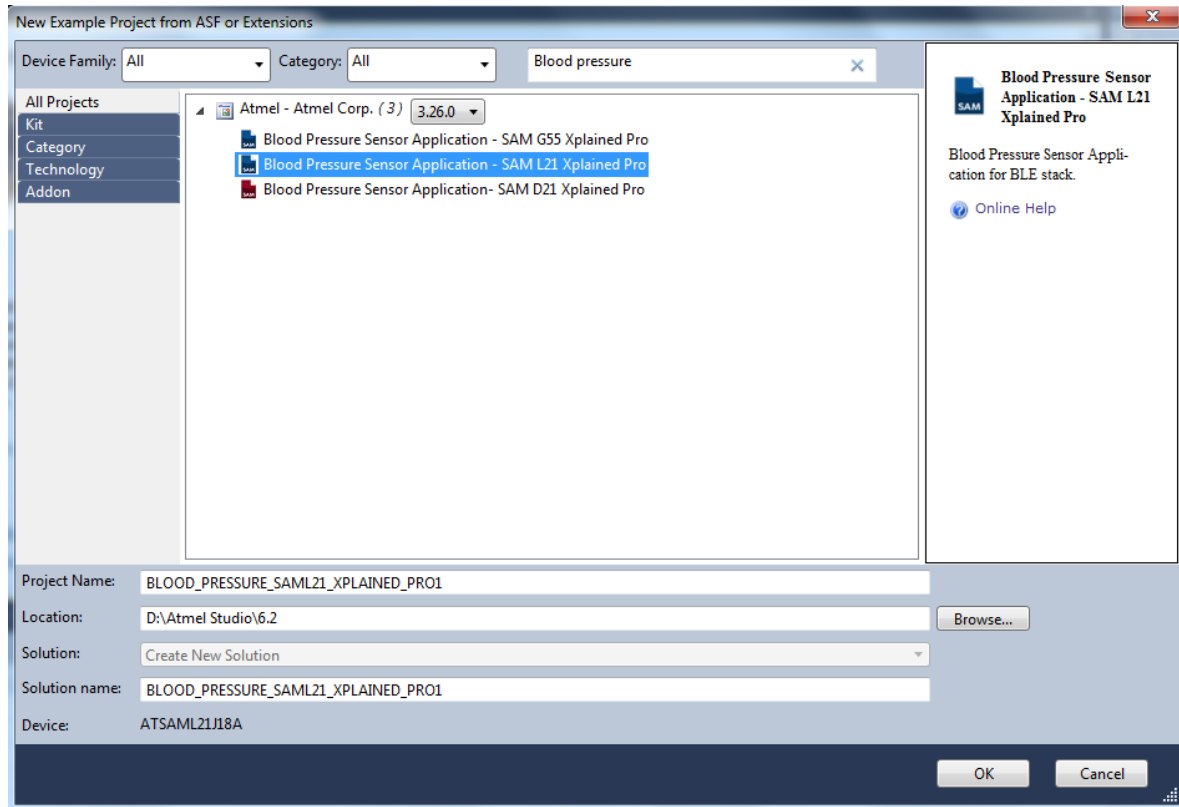 New Example Project from ASF or Extensions
Device Family: All Category: All Blood pressure
All Projects
Kit
Category
Technology
Addon
Atmel - Atmel Corp. (3) 3.26.0
Blood Pressure Sensor Application - SAM G55 Xplained Pro
Blood Pressure Sensor Application - SAM L21 Xplained Pro
Blood Pressure Sensor Application- SAM D21 Xplained Pro
SAM
Blood Pressure Sensor
Application - SAM L21
Xplained Pro
Blood Pressure Sensor Appli-
cation for BLE stack.
Online Help
Project Name: BLOOD_PRESSURE_SAML21_XPLAINED_PRO1
Location: D:\Atmel Studio\6.2 Browse...
Solution: Create New Solution
Solution name: BLOOD_PRESSURE_SAML21_XPLAINED_PRO1
Device: ATSAML21J18A
OK Cancel